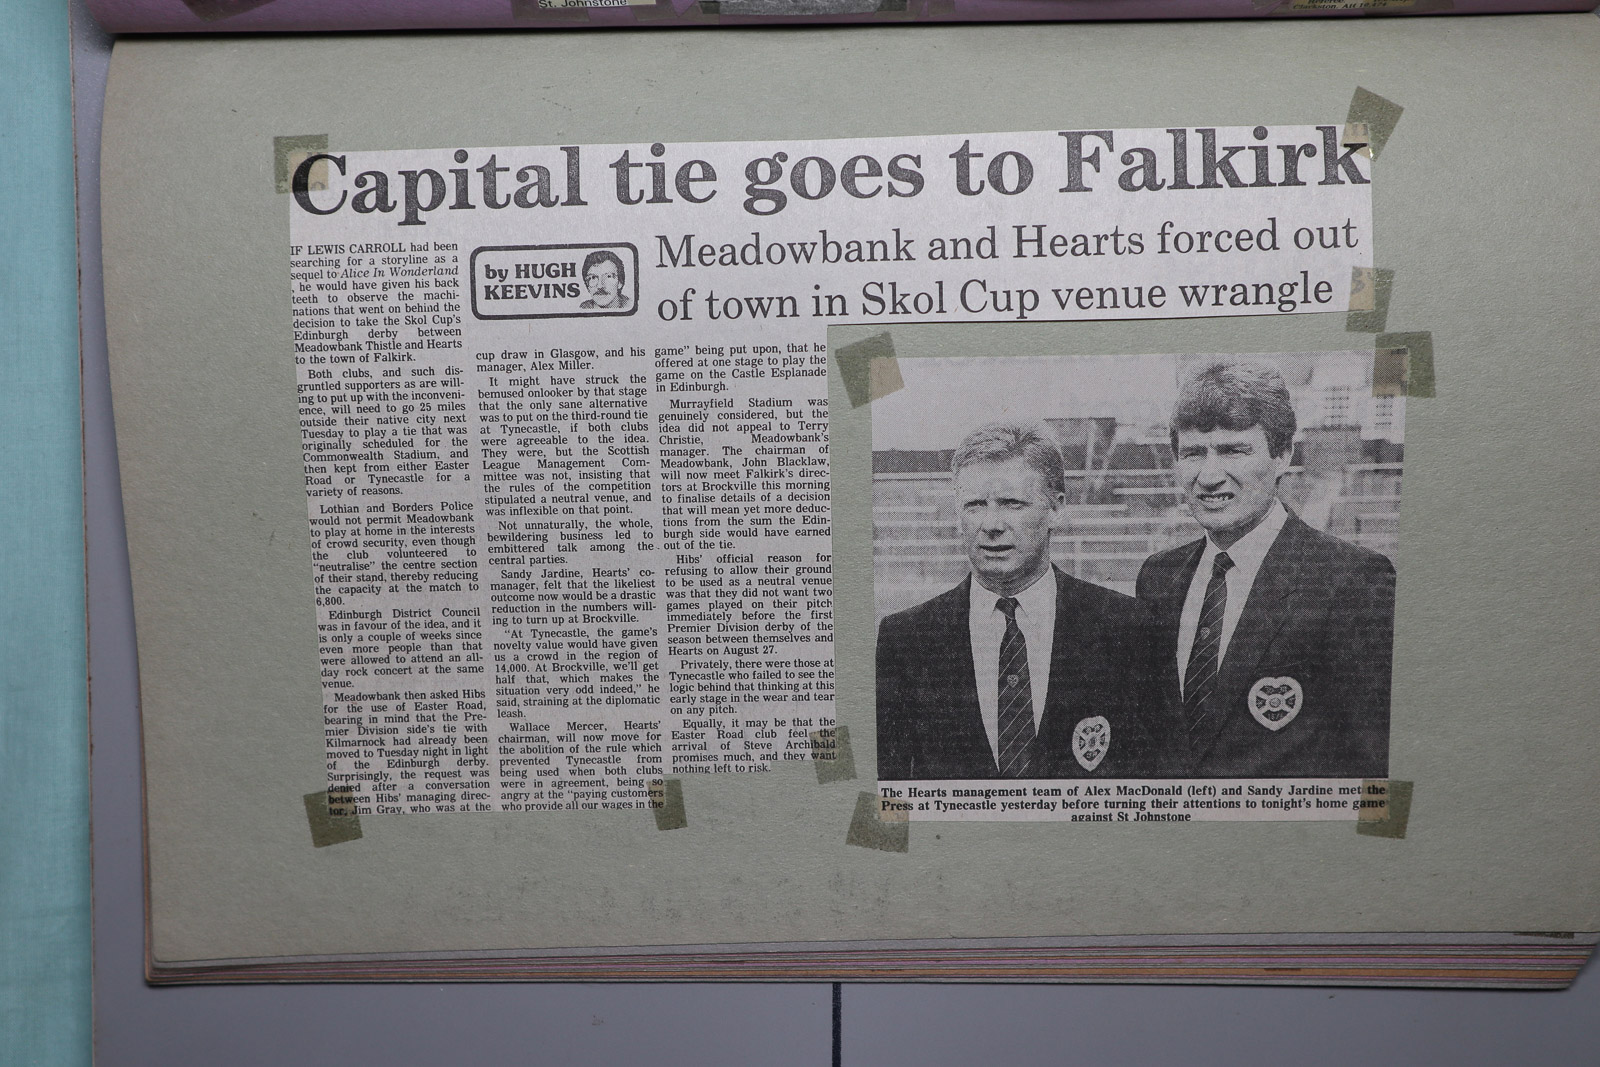 St. Johnstone
Capital tie goes to Falkirk
Meadowbank and Hearts forced out
of town in Skol Cup venue wrangle
by HUGH
KEEVINS
IF LEWIS CARROLL had been
searching for a storyline as a
sequel to Alice In Wonderland
, he would have given his back
teeth to observe the machi-
nations that went on behind the
decision to take the Skol Cup's
Edinburgh derby between
Meadowbank Thistle and Hearts
to the town of Falkirk.
Both clubs, and such dis-
gruntled supporters as are will-
ing to put up with the inconveni-
ence, will need to go 25 miles
outside their native city next
Tuesday to play a tie that was
originally scheduled for the
Commonwealth Stadium, and
then kept from either Easter
Road or Tynecastle for a
variety of reasons.
Lothian and Borders Police
would not permit Meadowbank
to play at home in the interests
of crowd security, even though
the club volunteered to
"neutralise" the centre section
of their stand, thereby reducing
the capacity at the match to
6,800.
Edinburgh District Council
was in favour of the idea, and it
is only a couple of weeks since
even more people than that
were allowed to attend an all-
day rock concert at the same
venue.
Meadowbank then asked Hibs
for the use of Easter Road,
bearing in mind that the Pre-
mier Division side's tie with
Kilmarnock had already been
moved to Tuesday night in light
of the Edinburgh derby.
Surprisingly, the request was
denied after a conversation
between Hibs' managing direc-
tor, Jim Gray, who was at the
cup draw in Glasgow, and his
manager, Alex Miller.
It might have struck the
bemused onlooker by that stage
that the only sane alternative
was to put on the third-round tie
at Tynecastle, if both clubs
were agreeable to the idea.
They were, but the Scottish
League Management Com-
mittee was not, insisting that
the rules of the competition
stipulated a neutral venue, and
was inflexible on that point.
Not unnaturally, the whole,
bewildering business led to
embittered talk among the
central parties.
Sandy Jardine, Hearts' co-
manager, felt that the likeliest
outcome now would be a drastic
reduction in the numbers will-
ing to turn up at Brockville.
"At Tynecastle, the game's
novelty value would have given
us a crowd in the region of
14,000. At Brockville, we'll get
half that, which makes the
situation very odd indeed," he
said, straining at the diplomatic
leash.
Wallace Mercer, Hearts'
chairman, will now move for
the abolition of the rule which
prevented Tynecastle from
being used when both clubs
were in agreement, being so
angry at the "paying customers
who provide all our wages in the
game" being put upon, that he
offered at one stage to play the
game on the Castle Esplanade
in Edinburgh.
Murrayfield Stadium was
genuinely considered, but the
idea did not appeal to Terry
Christie, Meadowbank's
manager. The chairman of
Meadowbank, John Blacklaw,
will now meet Falkirk's direc-
tors at Brockville this morning
to finalise details of a decision
that will mean yet more deduc-
tions from the sum the Edin-
burgh side would have earned
out of the tie.
Hibs' official reason for
refusing to allow their ground
to be used as a neutral venue
was that they did not want two
games played on their pitch
immediately before the first
Premier Division derby of the
season between themselves and
Hearts on August 27.
Privately, there were those at
Tynecastle who failed to see the
logic behind that thinking at this
early stage in the wear and tear
on any pitch.
Equally, it may be that the
Easter Road club feel the
arrival of Steve Archibald
promises much, and they want
nothing left to risk.
The Hearts management team of Alex MacDonald (left) and Sandy Jardine met the
Press at Tynecastle yesterday before turning their attentions to tonight's home game
against St Johnstone